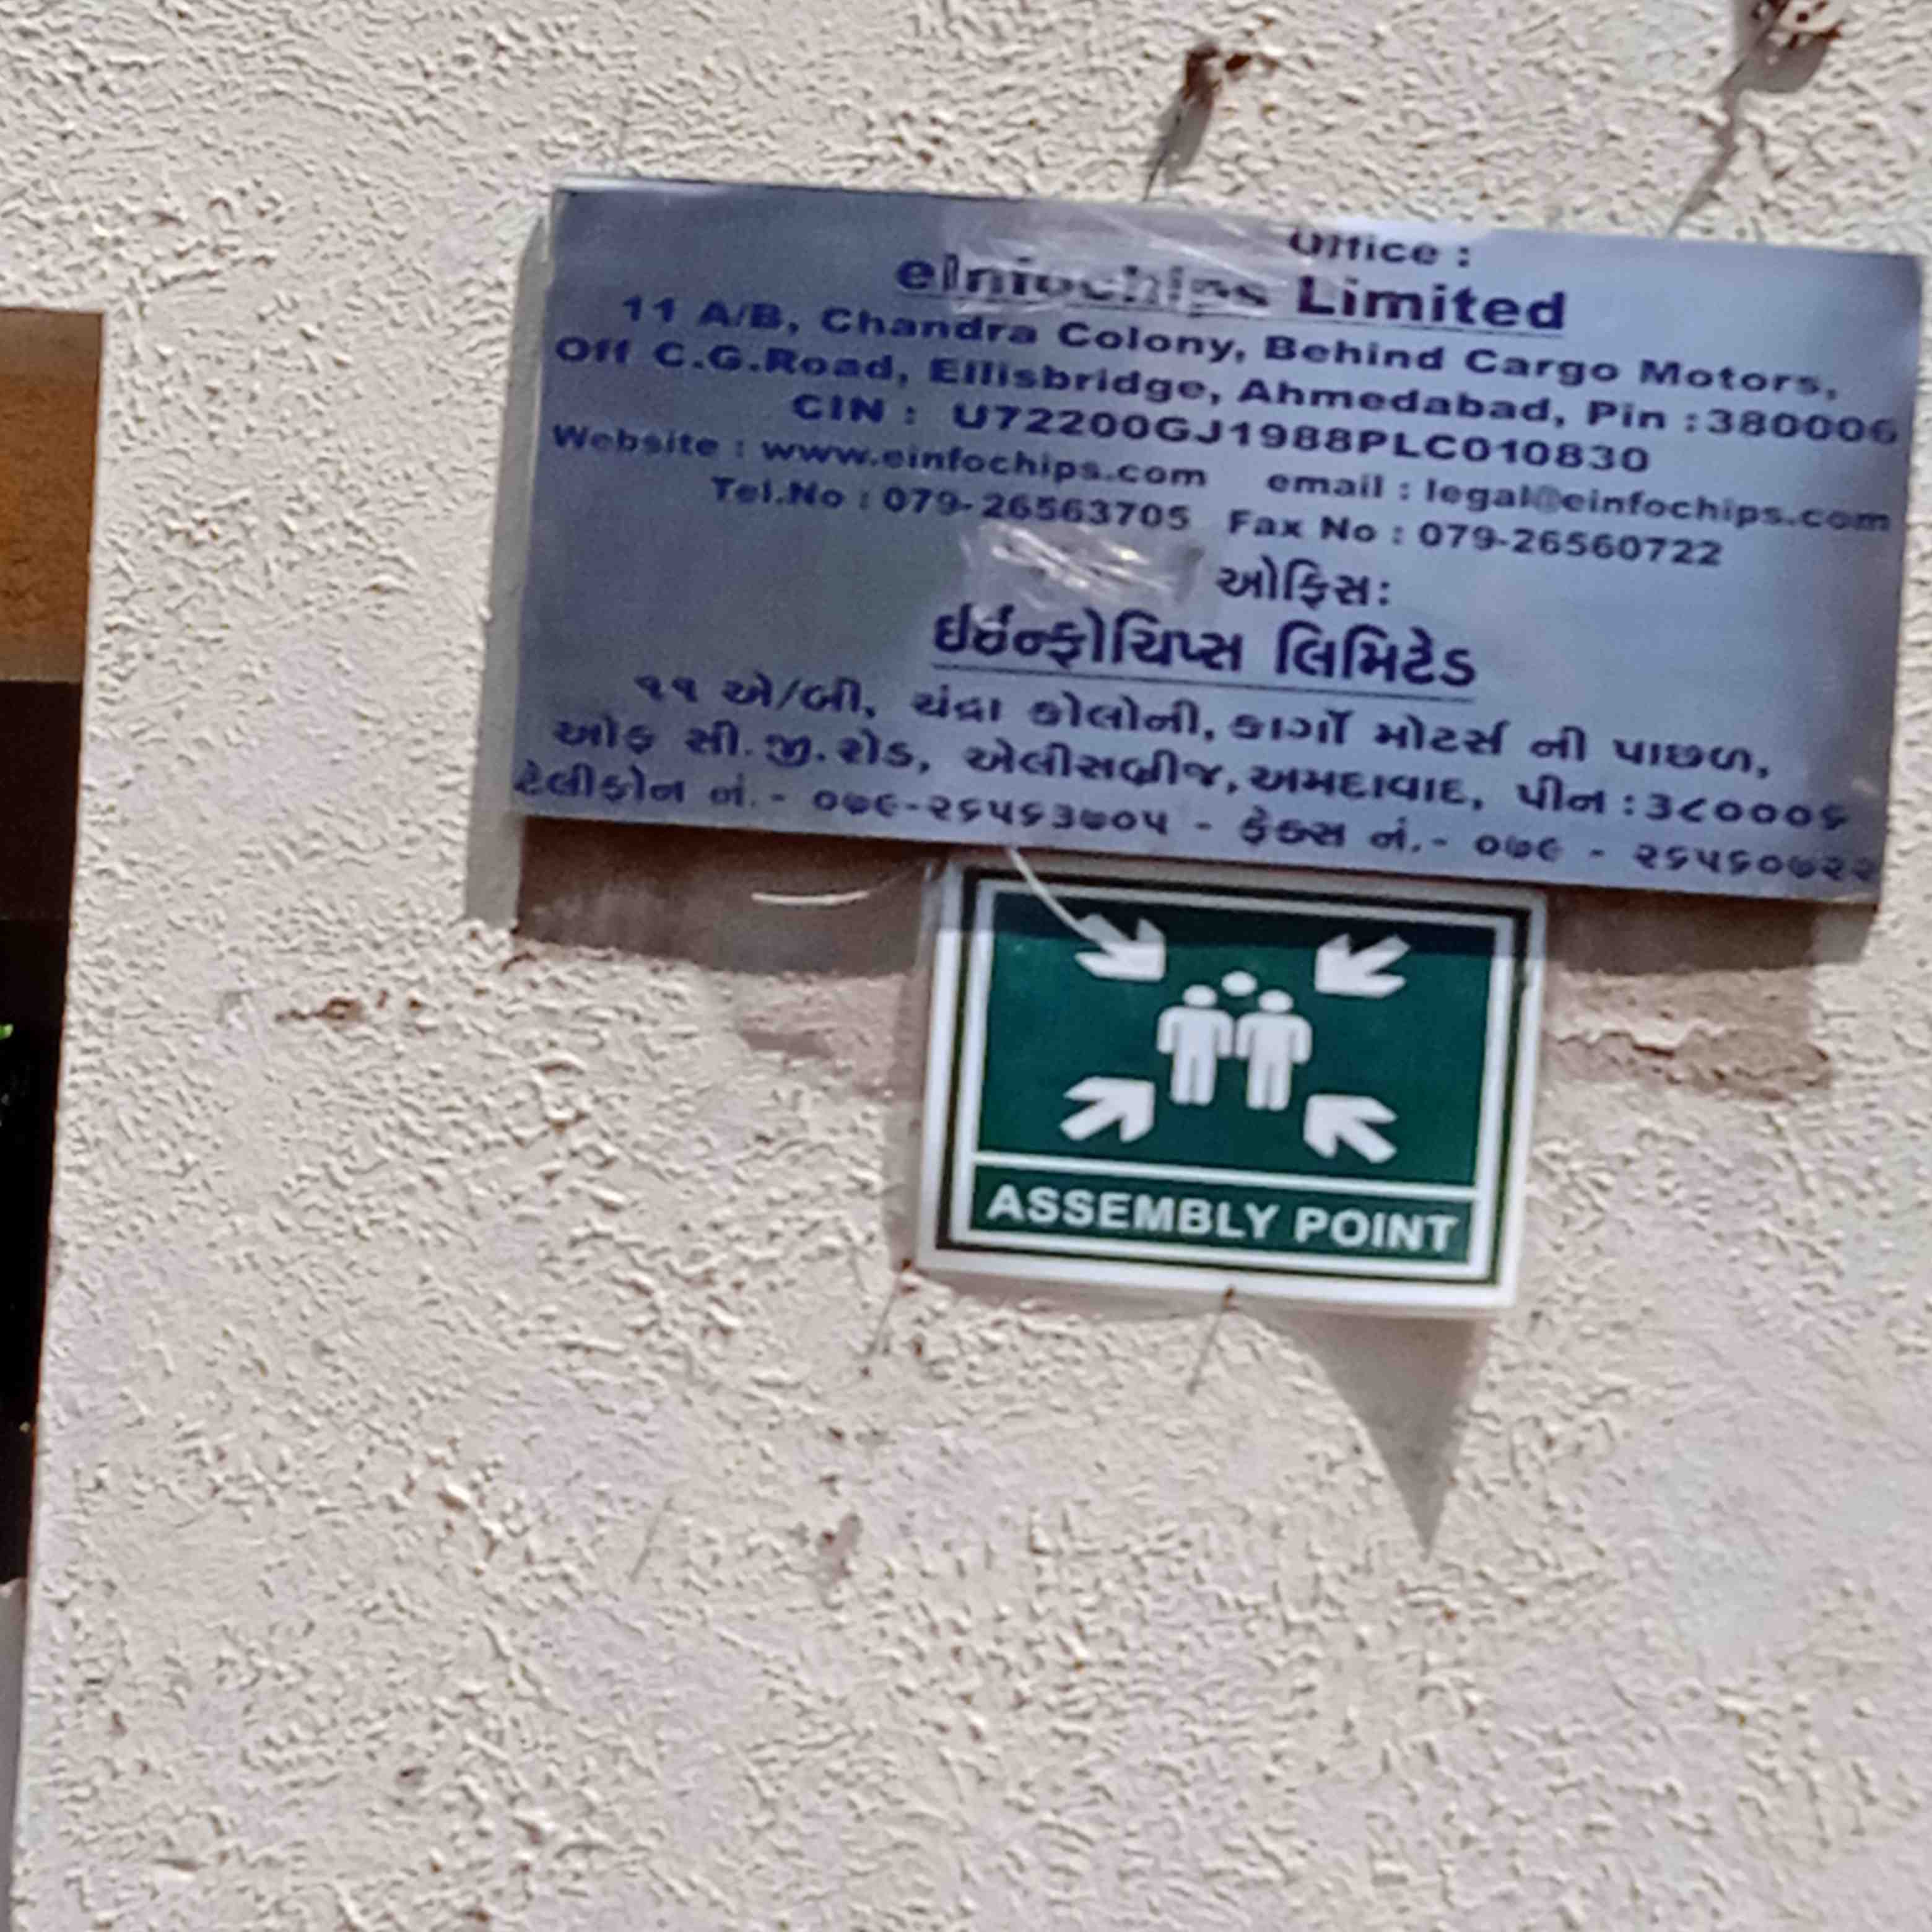 Office :
eInfochips Limited
11 A/B, Chandra Colony, Behind Cargo Motors,
Off C.G.Road, Ellisbridge, Ahmedabad, Pin :380006
CIN : U72200GJ1988PLC010830
Website : www.einfochips.com email : legal@einfochips.com
Tel.No : 079-26563705 Fax No : 079-26560722
ઓફિસઃ
ઈઈન્ફોચિપ્સ લિમિટેડ
૧૧ એ/બી, ચંદ્રા કોલોની, કાર્ગો મોટર્સ ની પાછળ,
ઓફ સી.જી.રોડ, એલીસબ્રીજ, અમદાવાદ, પીન :૩૮૦૦૦૬
ટેલીફોન નં.- ૦૭૯-૨૬૫૬૩૭૦૫ - ફેક્સ નં.- ૦૭૯ - ૨૬૫૬૦૭૨૨
ASSEMBLY POINT